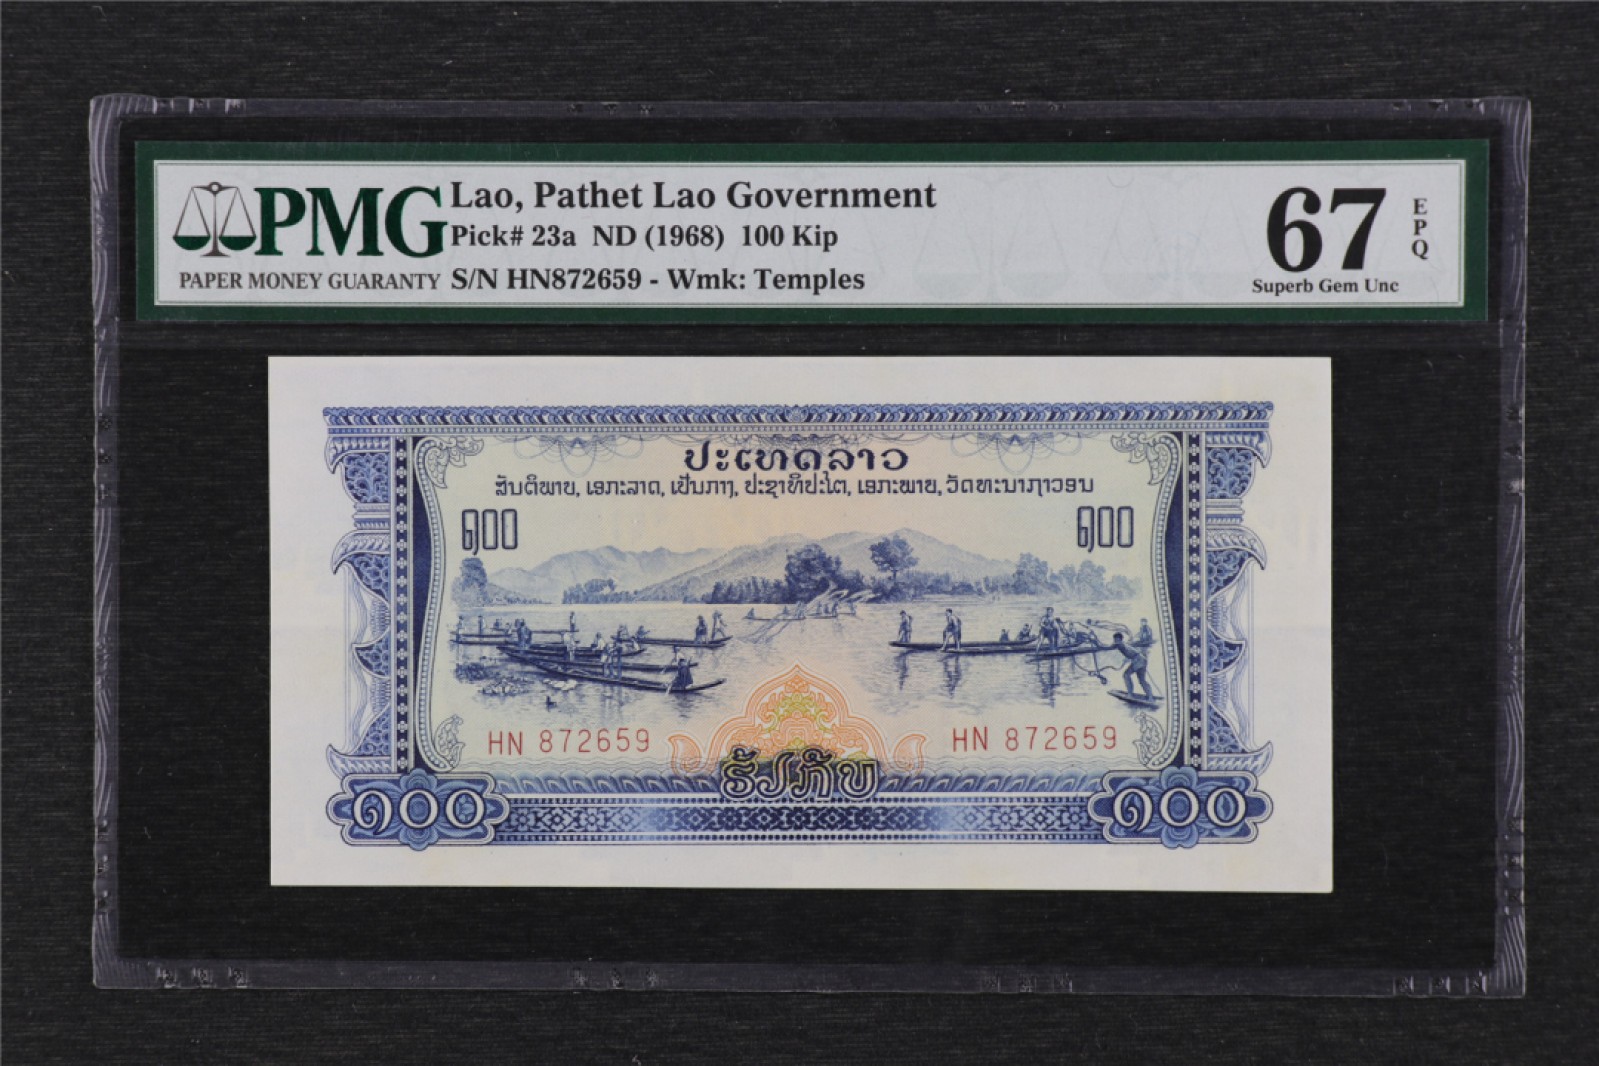 PMG
PAPER MONEY GUARANTY
Lao, Pathet Lao Government
Pick# 23a ND (1968) 100 Kip
S/N HN872659 - Wmk: Temples
67
EPQ
Superb Gem Unc
ປະເທດລາວ
ສັນຕິພາບ, ເອກະລາດ, ເປັນກາງ, ປະຊາທິປະໄຕ, ເອກະພາບ, ວັດທະນາຖາວອນ
໑໐໐ ໑໐໐
HN 872659 HN 872659
ຮ້ອຍກີບ
໑໐໐ ໑໐໐